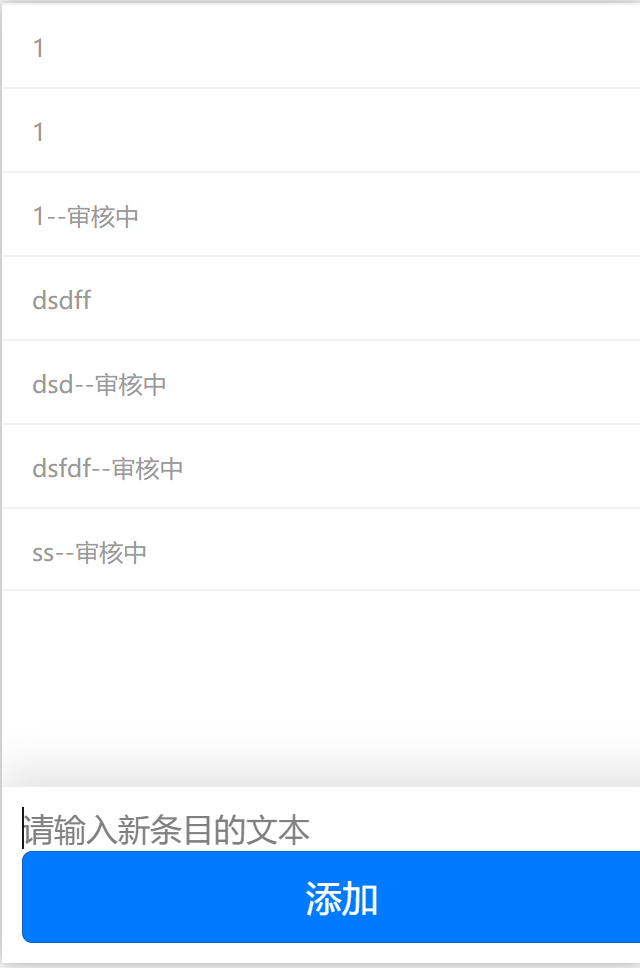 1
1
1--审核中
dsdff
dsd--审核中
dsfdf--审核中
ss--审核中
请输入新条目的文本
添加